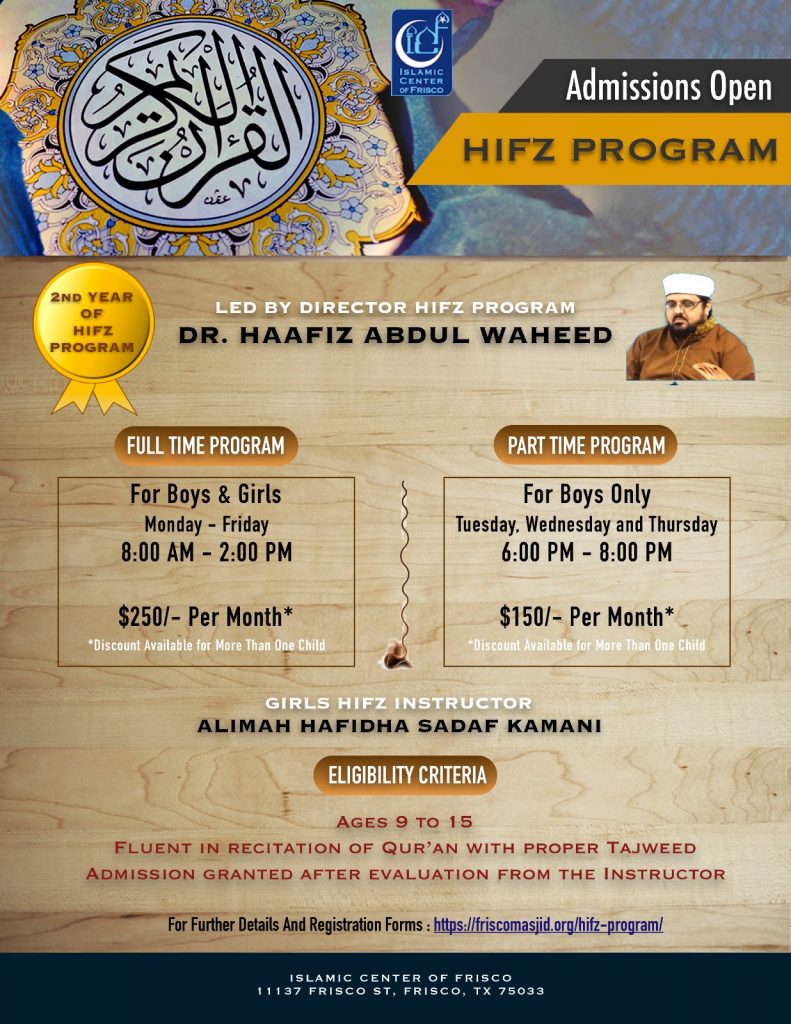 القرآن الكريم
ISLAMIC
CENTER
OF FRISCO
Admissions Open
HIFZ PROGRAM
2ND YEAR
OF
HIFZ
PROGRAM
LED BY DIRECTOR HIFZ PROGRAM
DR. HAAFIZ ABDUL WAHEED
FULL TIME PROGRAM
For Boys & Girls
Monday - Friday
8:00 AM - 2:00 PM
$250/- Per Month*
*Discount Available for More Than One Child
PART TIME PROGRAM
For Boys Only
Tuesday, Wednesday and Thursday
6:00 PM - 8:00 PM
$150/- Per Month*
*Discount Available for More Than One Child
GIRLS HIFZ INSTRUCTOR
ALIMAH HAFIDHA SADAF KAMANI
ELIGIBILITY CRITERIA
AGES 9 TO 15
FLUENT IN RECITATION OF QUR'AN WITH PROPER TAJWEED
ADMISSION GRANTED AFTER EVALUATION FROM THE INSTRUCTOR
For Further Details And Registration Forms : https://friscomasjid.org/hifz-program/
ISLAMIC CENTER OF FRISCO
11137 FRISCO ST, FRISCO, TX 75033